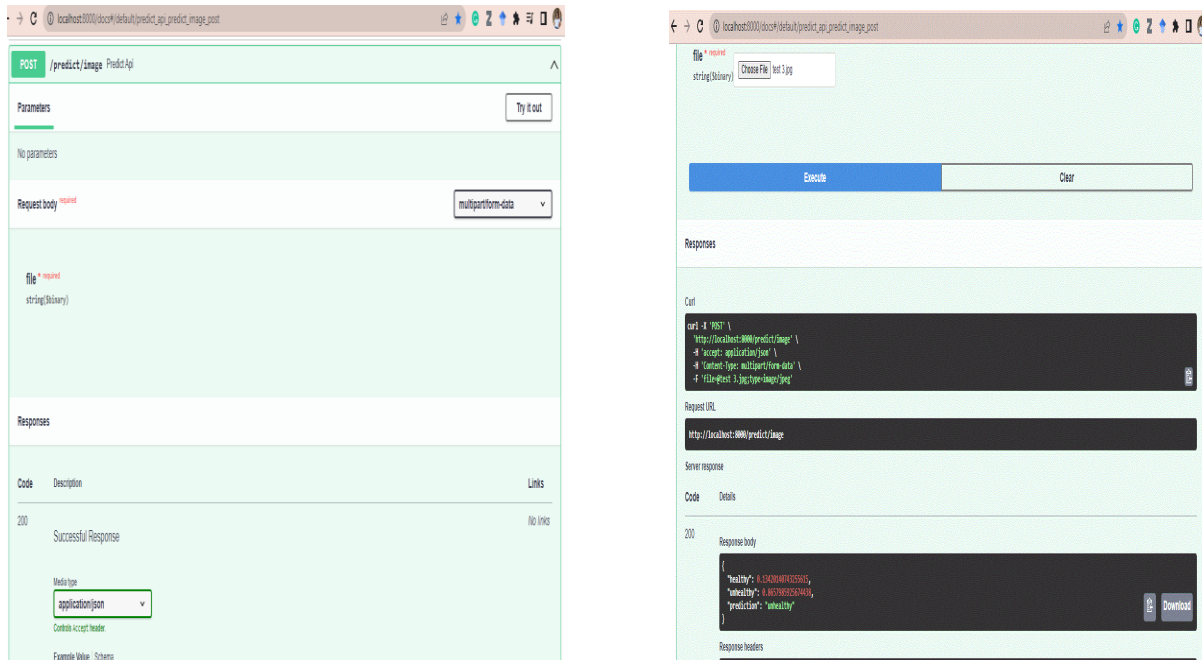 localhost:8000/docs#/default/predict_api_predict_image_post
POST /predict/image Predict Api
Parameters
Try it out
No parameters
Request body required
multipart/form-data
file * required
string($binary)
Responses
Code Description Links
200 Successful Response No links
Media type
application/json
Controls Accept header.
Example Value | Schema
localhost:8000/docs#/default/predict_api_predict_image_post
file * required
string($binary) Choose File test 3.jpg
Execute Clear
Responses
Curl
curl -X 'POST' \
'http://localhost:8000/predict/image' \
-H 'accept: application/json' \
-H 'Content-Type: multipart/form-data' \
-F 'file=@test 3.jpg;type=image/jpeg'
Request URL
http://localhost:8000/predict/image
Server response
Code Details
200
Response body
{
"healthy":
"unhealthy":
"prediction": "unhealthy"
}
Download
Response headers